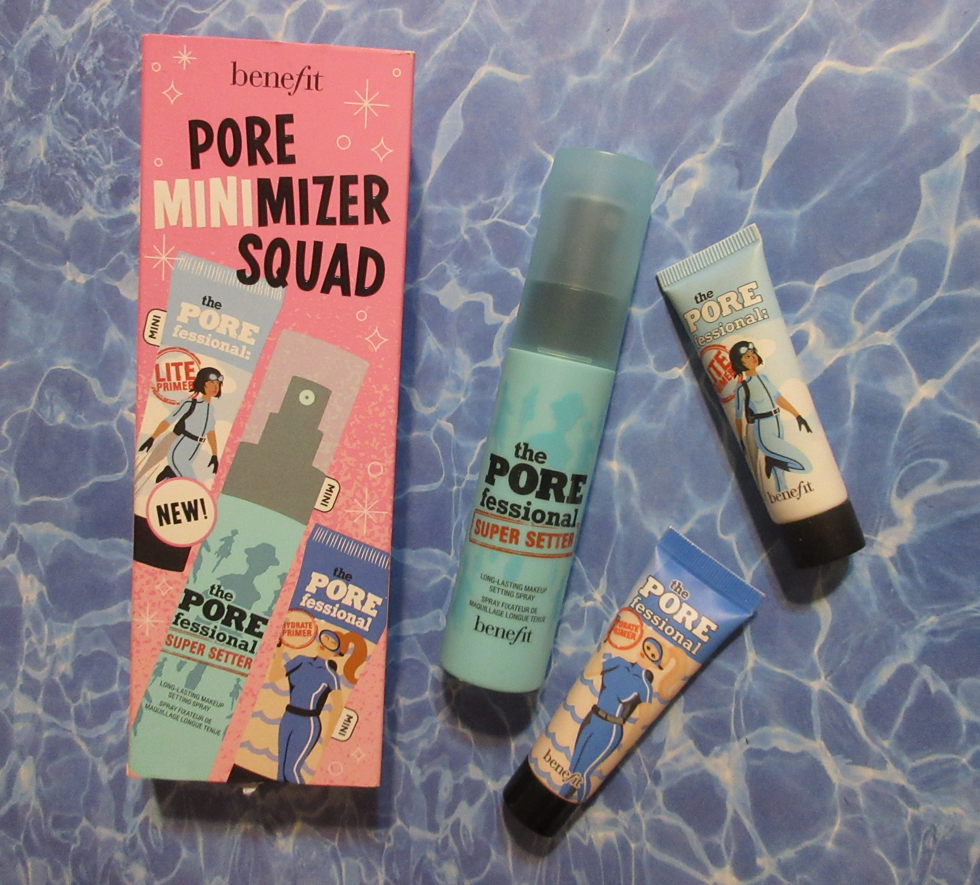 benefit
PORE
MINIMIZER
SQUAD
the
PORE
fessional:
MINI
LITE
PRIMER
NEW!
MINI
the
PORE
fessional
SUPER SETTER
LONG-LASTING MAKEUP
SETTING SPRAY
SPRAY FIXATEUR DE
MAQUILLAGE LONGUE TENUE
the
PORE
fessional
HYDRATE
PRIMER
MINI
the
PORE
fessional
SUPER SETTER
LONG-LASTING MAKEUP
SETTING SPRAY
SPRAY FIXATEUR DE
MAQUILLAGE LONGUE TENUE
benefit
the
PORE
fessional:
LITE
benefit
the
PORE
fessional
HYDRATE
PRIMER
benefit